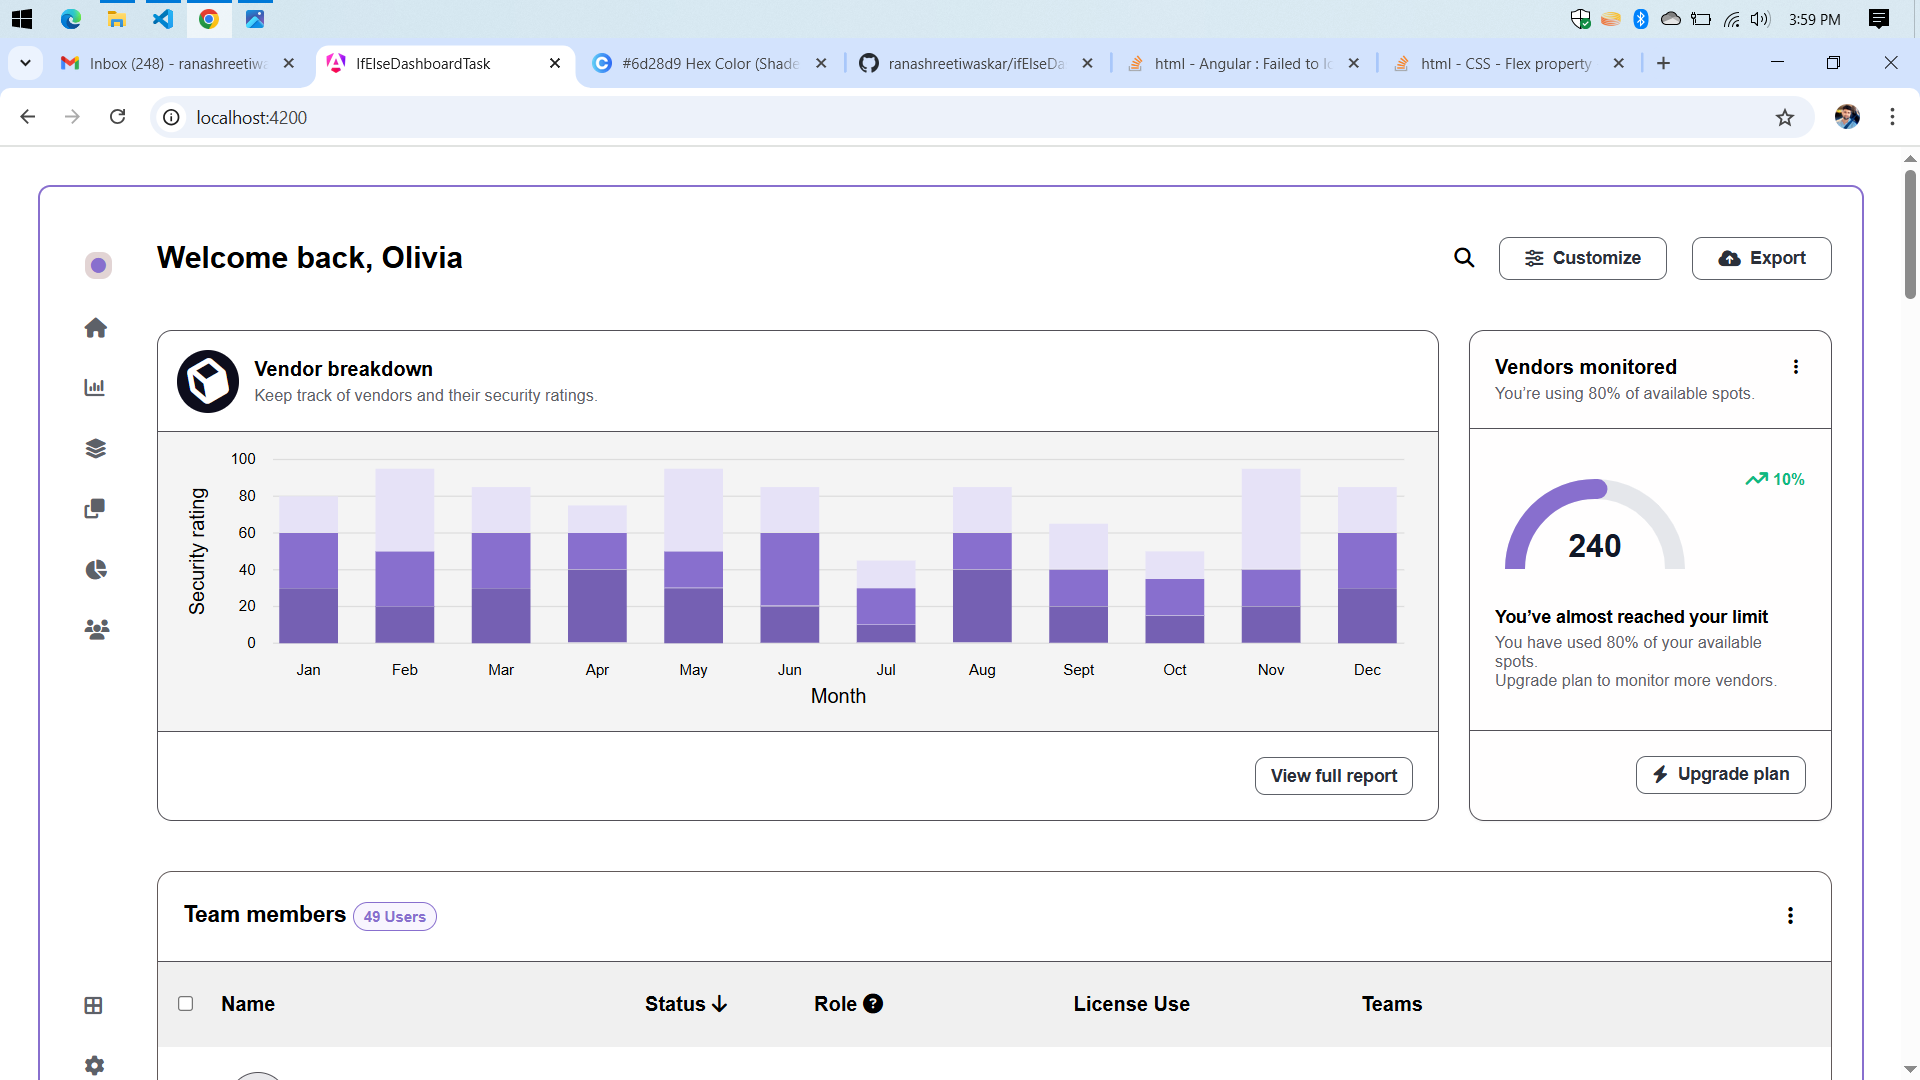 3:59 PM
Inbox (248) - ranashreetiwa
IfElseDashboardTask
#6d28d9 Hex Color (Shade
ranashreetiwaskar/ifElseDa
html - Angular : Failed to lo
html - CSS - Flex property
localhost:4200
Welcome back, Olivia
Customize
Export
Vendor breakdown
Keep track of vendors and their security ratings.
Security rating
100
80
60
40
20
0
Jan Feb Mar Apr May Jun Jul Aug Sept Oct Nov Dec
Month
View full report
Vendors monitored
You’re using 80% of available spots.
10%
240
You’ve almost reached your limit
You have used 80% of your available
spots.
Upgrade plan to monitor more vendors.
Upgrade plan
Team members 49 Users
Name Status Role ? License Use Teams